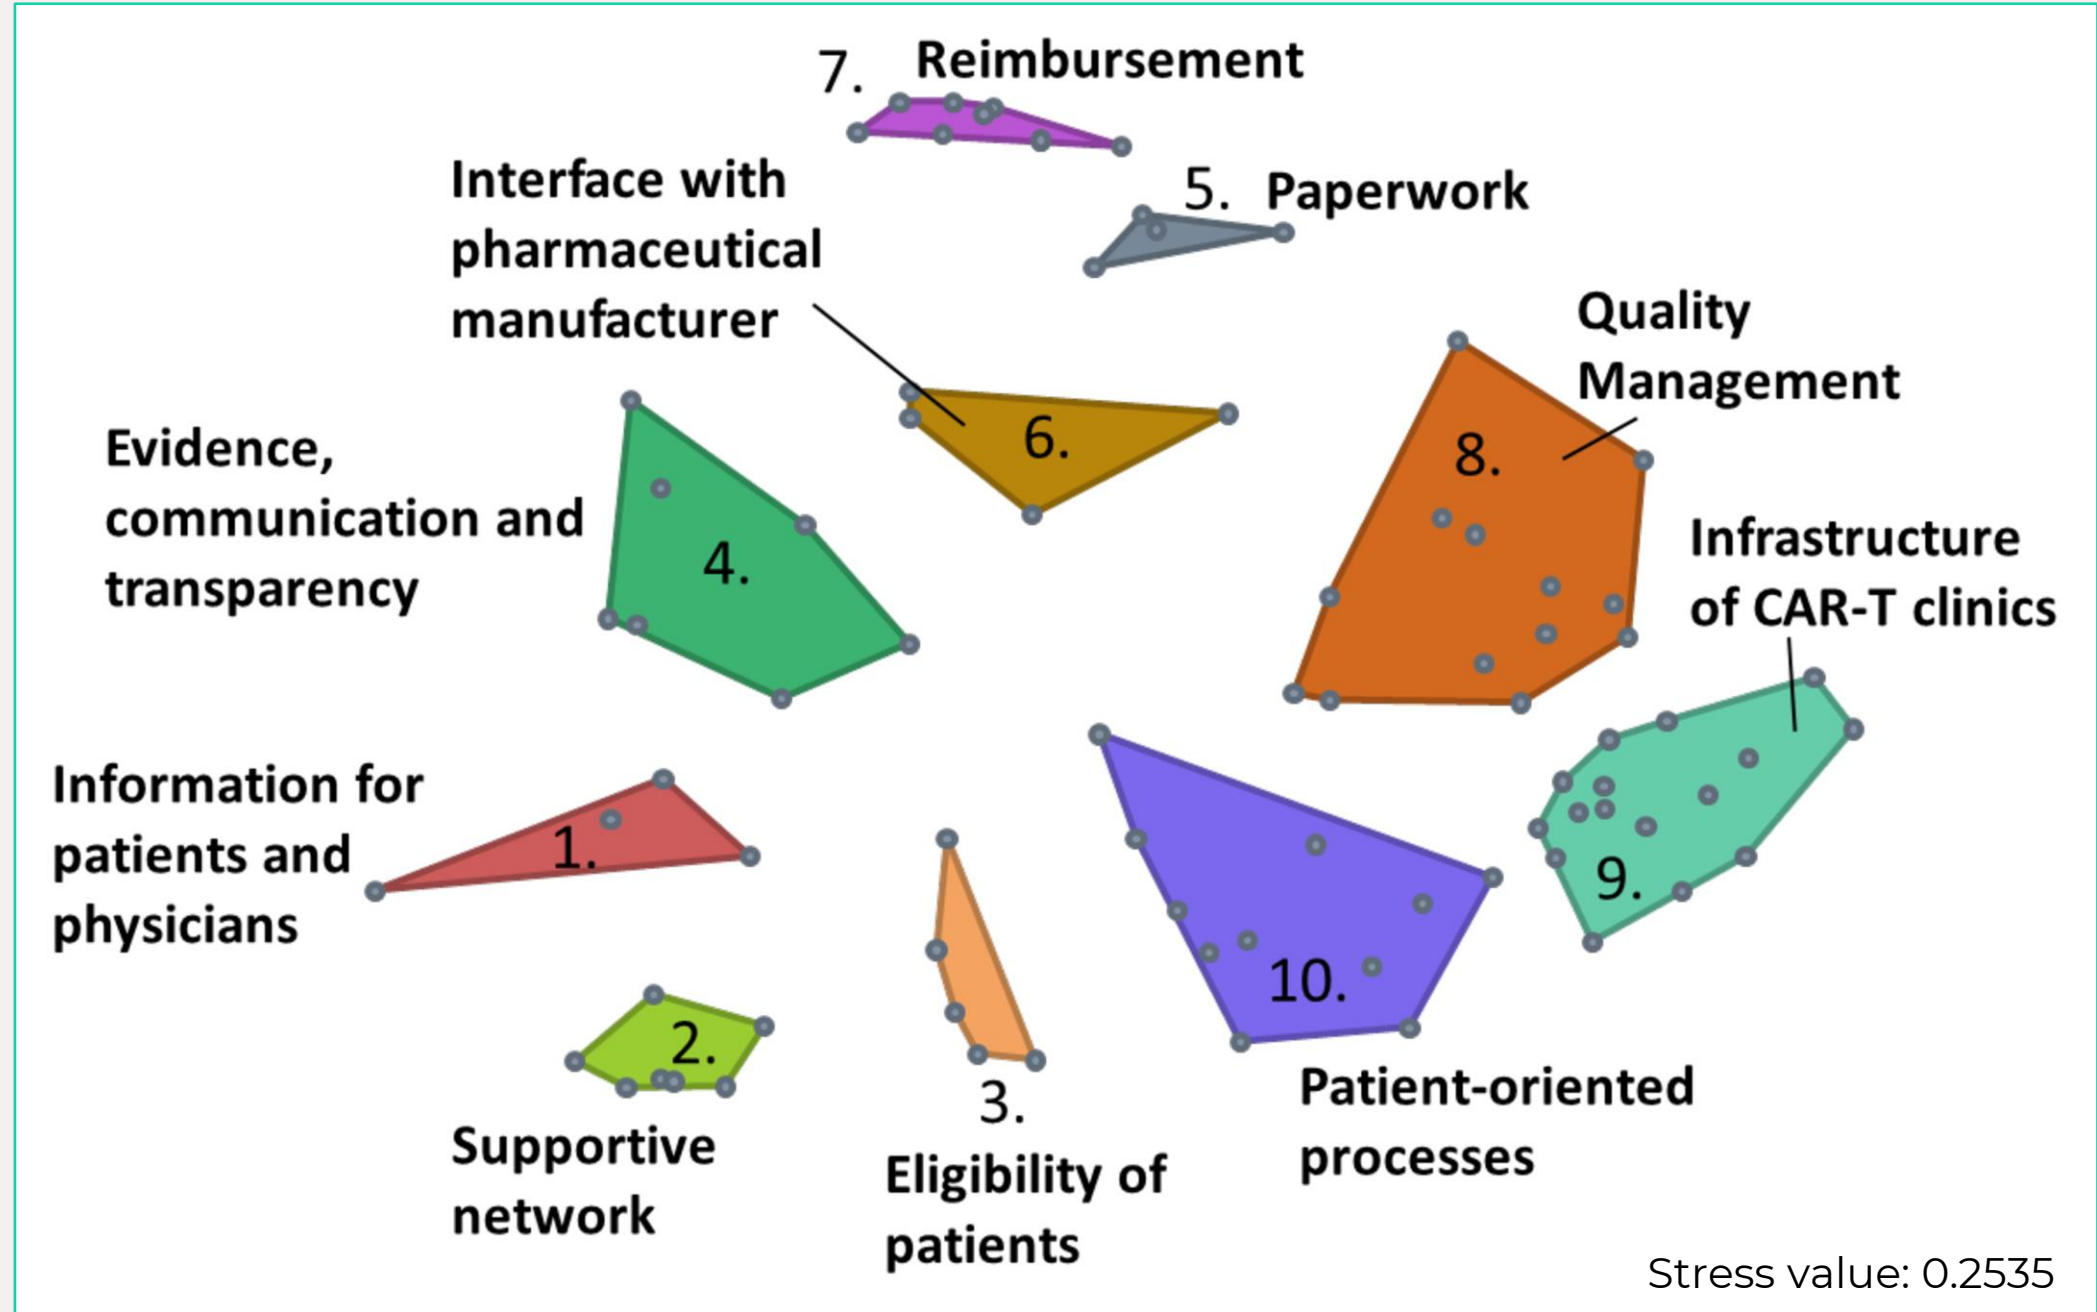 7. Reimbursement
Interface with
pharmaceutical
manufacturer
5. Paperwork
Quality
Management
Evidence,
communication and
transparency
6.
8.
4.
Infrastructure
of CAR-T clinics
Information for
patients and
physicians
1.
9.
10.
2.
Supportive
network
3.
Eligibility of
patients
Patient-oriented
processes
Stress value: 0.2535